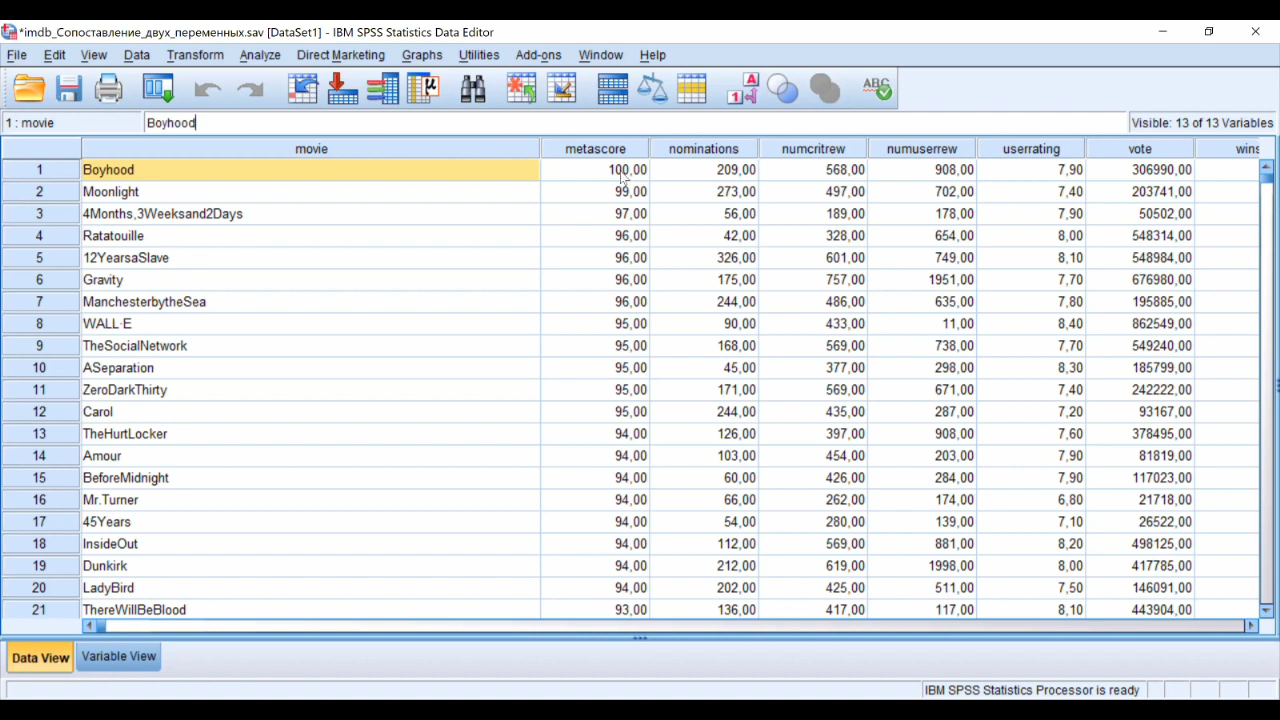 *imdb_Сопоставление_двух_переменных.sav [DataSet1] - IBM SPSS Statistics Data Editor
File Edit View Data Transform Analyze Direct Marketing Graphs Utilities Add-ons Window Help
1 : movie Boyhood Visible: 13 of 13 Variables
movie metascore nominations numcritrew numuserrew userrating vote wins
1 Boyhood 100,00 209,00 568,00 908,00 7,90 306990,00
2 Moonlight 99,00 273,00 497,00 702,00 7,40 203741,00
3 4Months,3Weeksand2Days 97,00 56,00 189,00 178,00 7,90 50502,00
4 Ratatouille 96,00 42,00 328,00 654,00 8,00 548314,00
5 12YearsaSlave 96,00 326,00 601,00 749,00 8,10 548984,00
6 Gravity 96,00 175,00 757,00 1951,00 7,70 676980,00
7 ManchesterbytheSea 96,00 244,00 486,00 635,00 7,80 195885,00
8 WALL·E 95,00 90,00 433,00 11,00 8,40 862549,00
9 TheSocialNetwork 95,00 168,00 569,00 738,00 7,70 549240,00
10 ASeparation 95,00 45,00 377,00 298,00 8,30 185799,00
11 ZeroDarkThirty 95,00 171,00 569,00 671,00 7,40 242222,00
12 Carol 95,00 244,00 435,00 287,00 7,20 93167,00
13 TheHurtLocker 94,00 126,00 397,00 908,00 7,60 378495,00
14 Amour 94,00 103,00 454,00 203,00 7,90 81819,00
15 BeforeMidnight 94,00 60,00 426,00 284,00 7,90 117023,00
16 Mr.Turner 94,00 66,00 262,00 174,00 6,80 21718,00
17 45Years 94,00 54,00 280,00 139,00 7,10 26522,00
18 InsideOut 94,00 112,00 569,00 881,00 8,20 498125,00
19 Dunkirk 94,00 212,00 619,00 1998,00 8,00 417785,00
20 LadyBird 94,00 202,00 425,00 511,00 7,50 146091,00
21 ThereWillBeBlood 93,00 136,00 417,00 117,00 8,10 443904,00
Data View Variable View
IBM SPSS Statistics Processor is ready